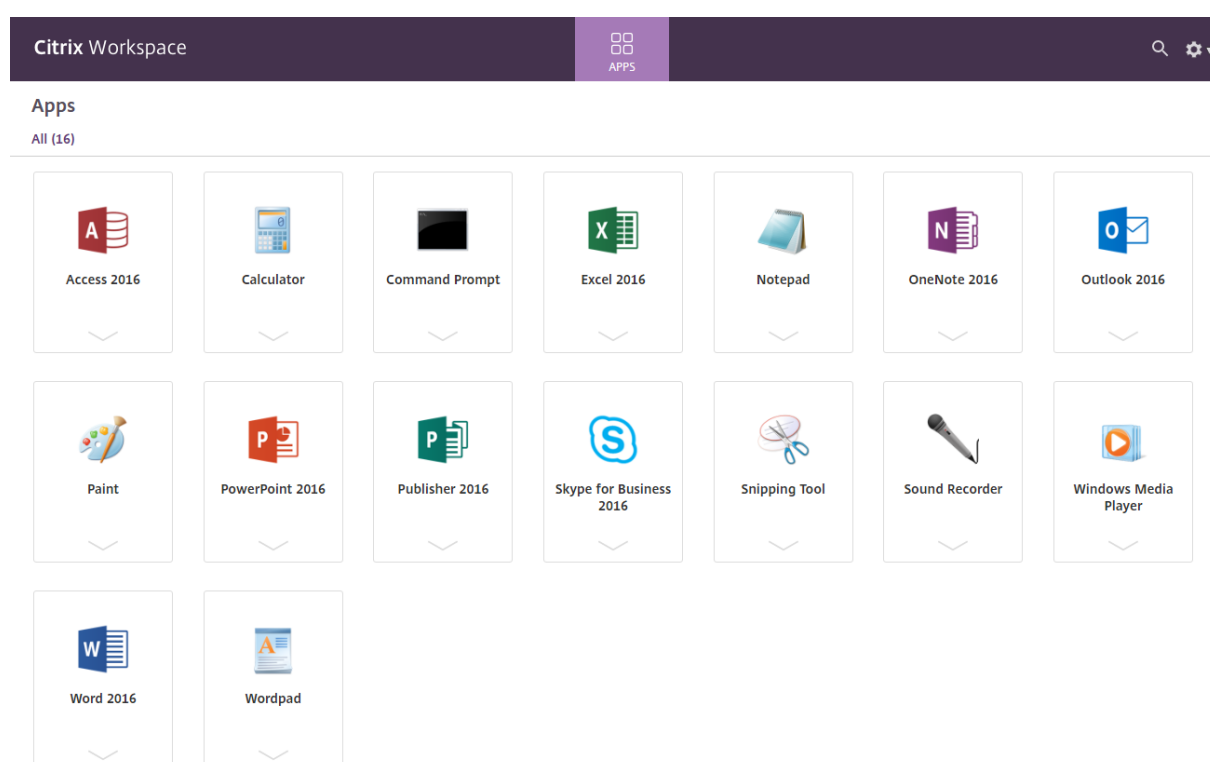 Citrix Workspace
APPS
Apps
All (16)
Access 2016
Calculator
Command Prompt
Excel 2016
Notepad
OneNote 2016
Outlook 2016
Paint
PowerPoint 2016
Publisher 2016
Skype for Business
2016
Snipping Tool
Sound Recorder
Windows Media
Player
Word 2016
Wordpad